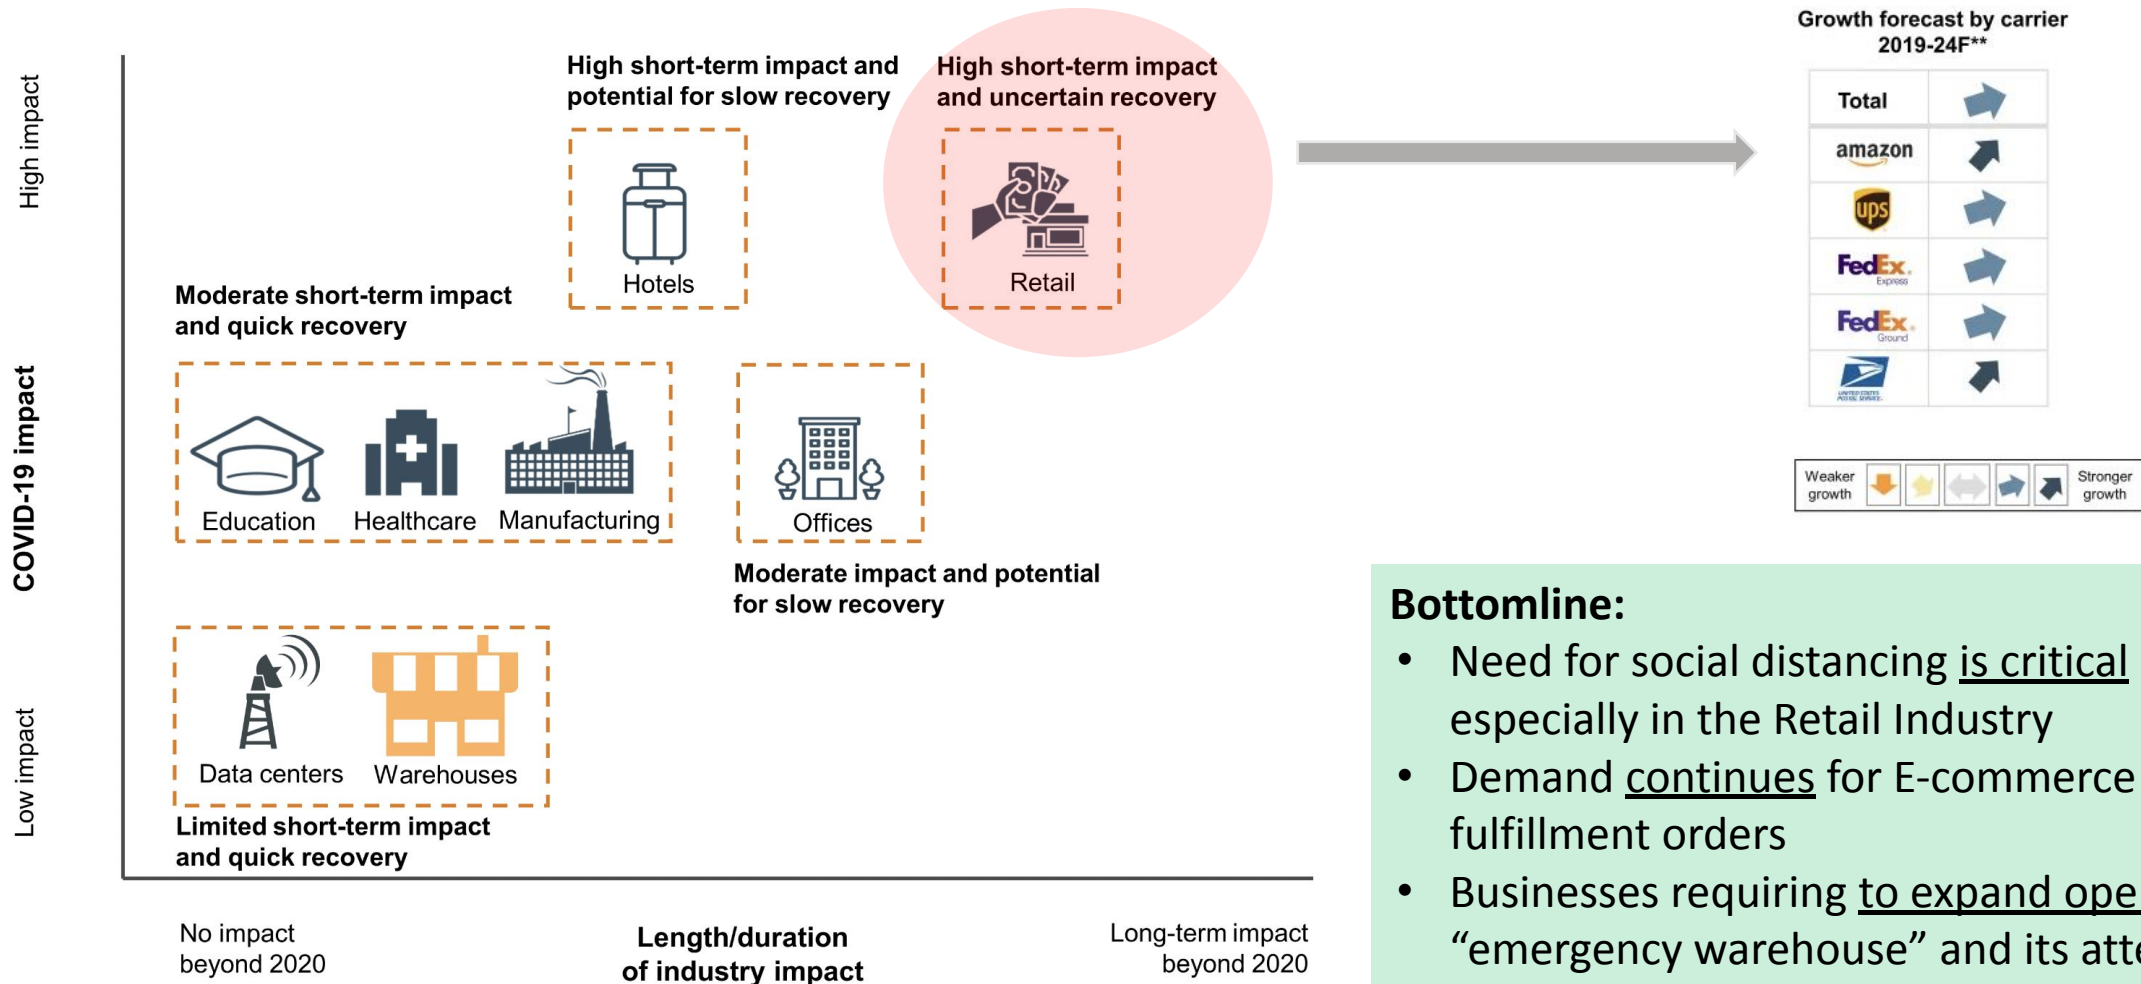 High impact
COVID-19 impact
Low impact
High short-term impact and
potential for slow recovery
Hotels
High short-term impact
and uncertain recovery
Retail
Moderate short-term impact
and quick recovery
Education
Healthcare
Manufacturing
Offices
Moderate impact and potential
for slow recovery
Data centers
Warehouses
Limited short-term impact
and quick recovery
No impact
beyond 2020
Length/duration
of industry impact
Long-term impact
beyond 2020
Growth forecast by carrier
2019-24F**
Total
amazon
ups
FedEx
Express
FedEx
Ground
UNITED STATES
POSTAL SERVICE
Weaker
growth
Stronger
growth
Bottomline:
• Need for social distancing is critical
especially in the Retail Industry
• Demand continues for E-commerce
fulfillment orders
• Businesses requiring to expand ope
“emergency warehouse” and its atte